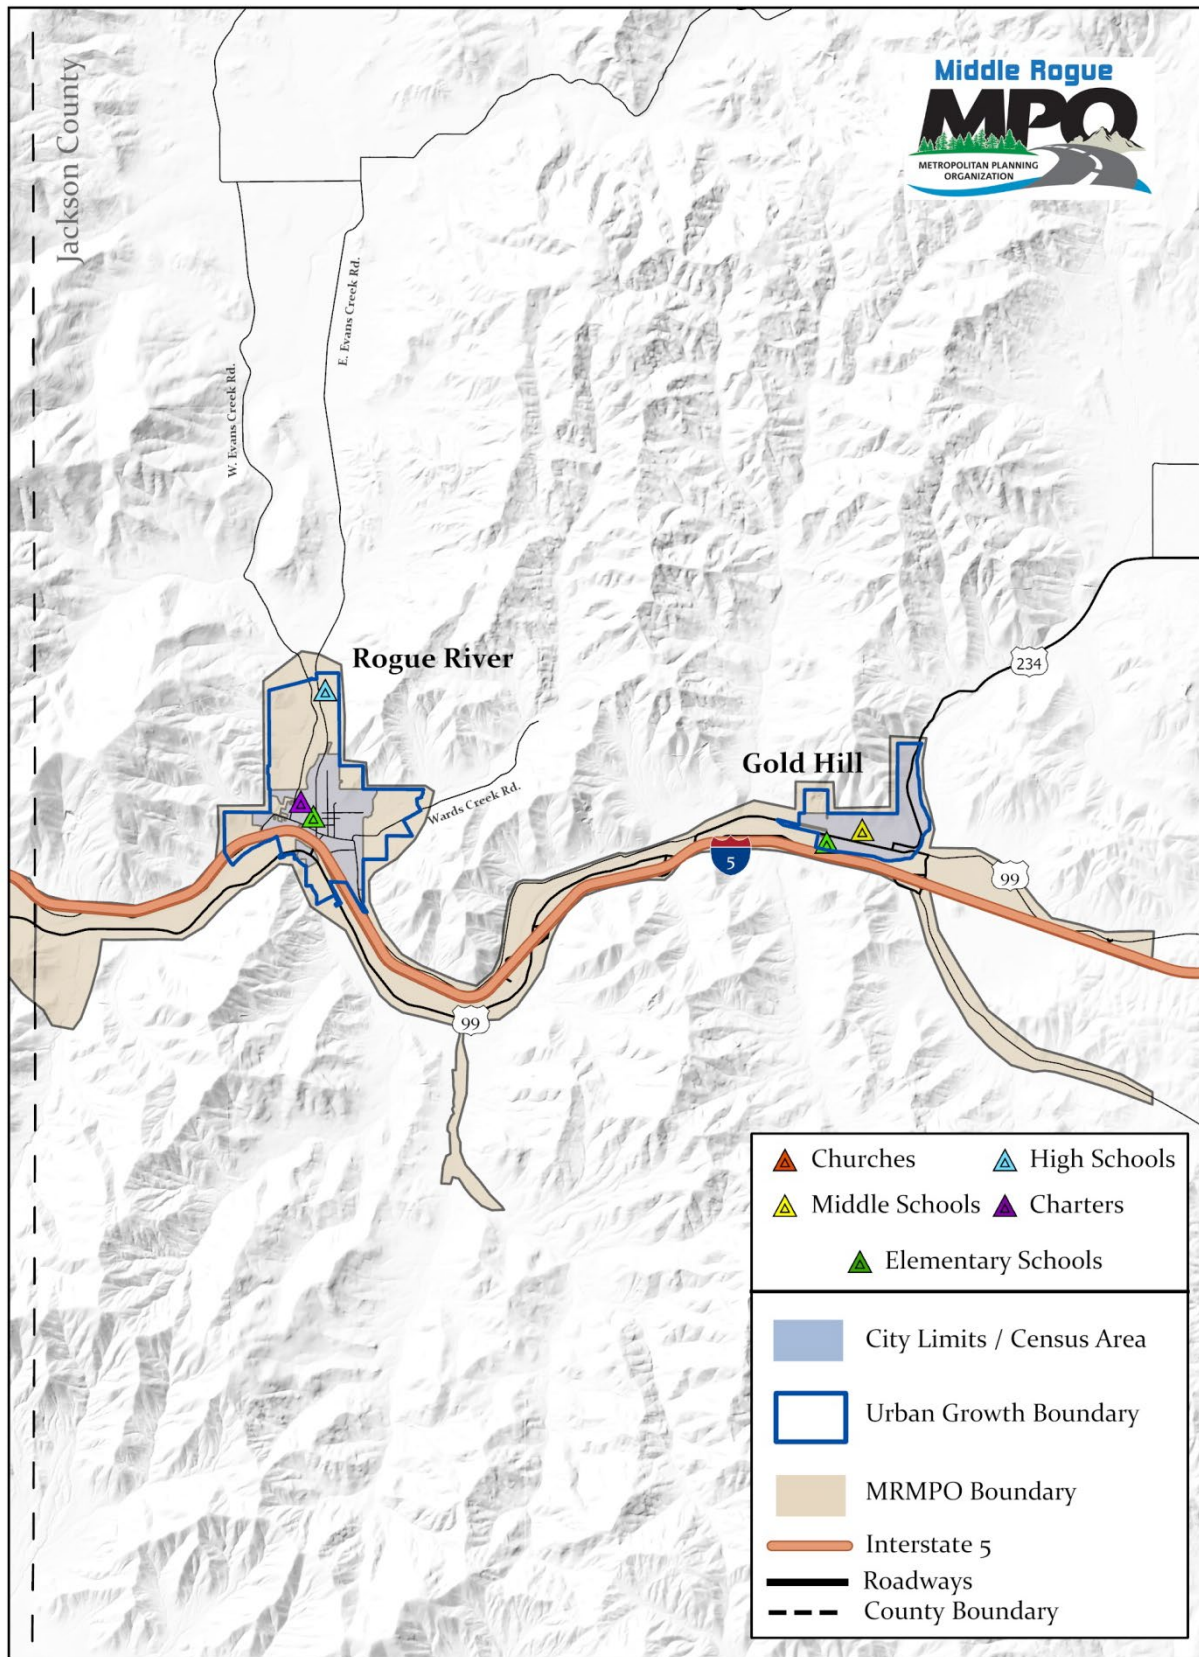 Jackson County
Middle Rogue
MPO
METROPOLITAN PLANNING
ORGANIZATION
W. Evans Creek Rd.
E. Evans Creek Rd.
Rogue River
234
Gold Hill
Wards Creek Rd.
5
99
99
Churches
High Schools
Middle Schools
Charters
Elementary Schools
City Limits / Census Area
Urban Growth Boundary
MRMPO Boundary
Interstate 5
Roadways
County Boundary